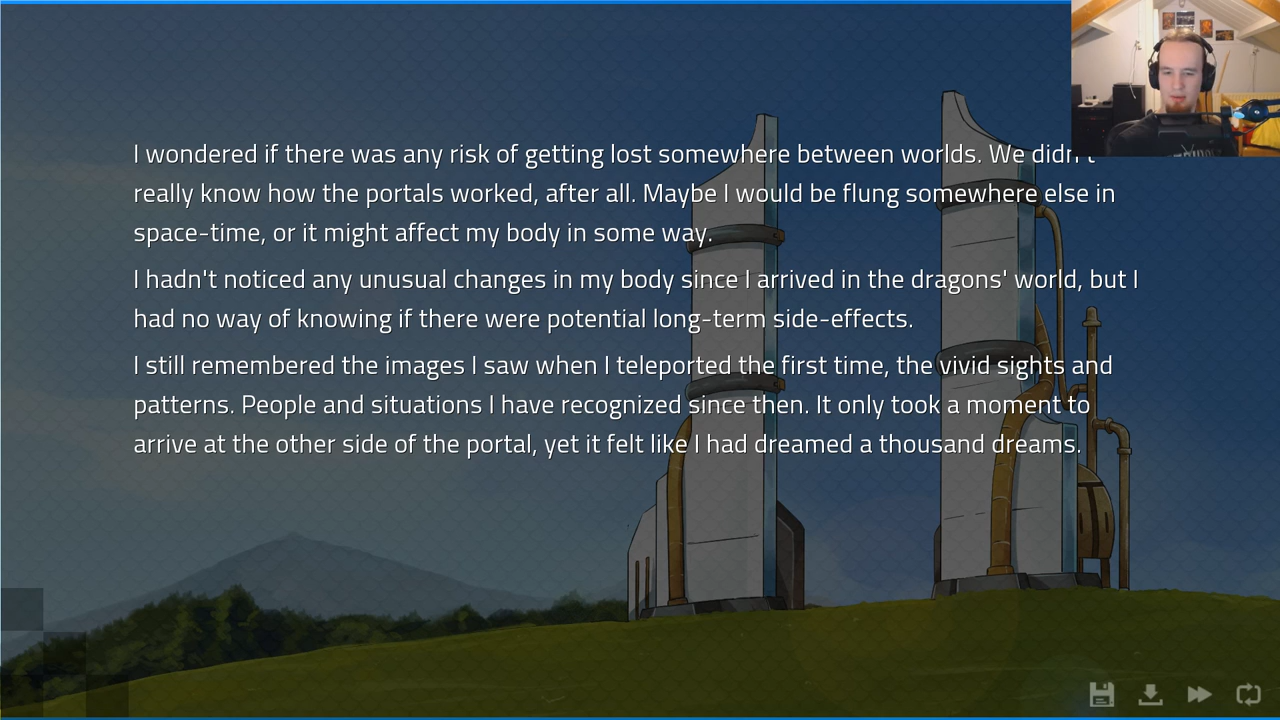 I wondered if there was any risk of getting lost somewhere between worlds. We didn't
really know how the portals worked, after all. Maybe I would be flung somewhere else in
space-time, or it might affect my body in some way.
I hadn't noticed any unusual changes in my body since I arrived in the dragons' world, but I
had no way of knowing if there were potential long-term side-effects.
I still remembered the images I saw when I teleported the first time, the vivid sights and
patterns. People and situations I have recognized since then. It only took a moment to
arrive at the other side of the portal, yet it felt like I had dreamed a thousand dreams.